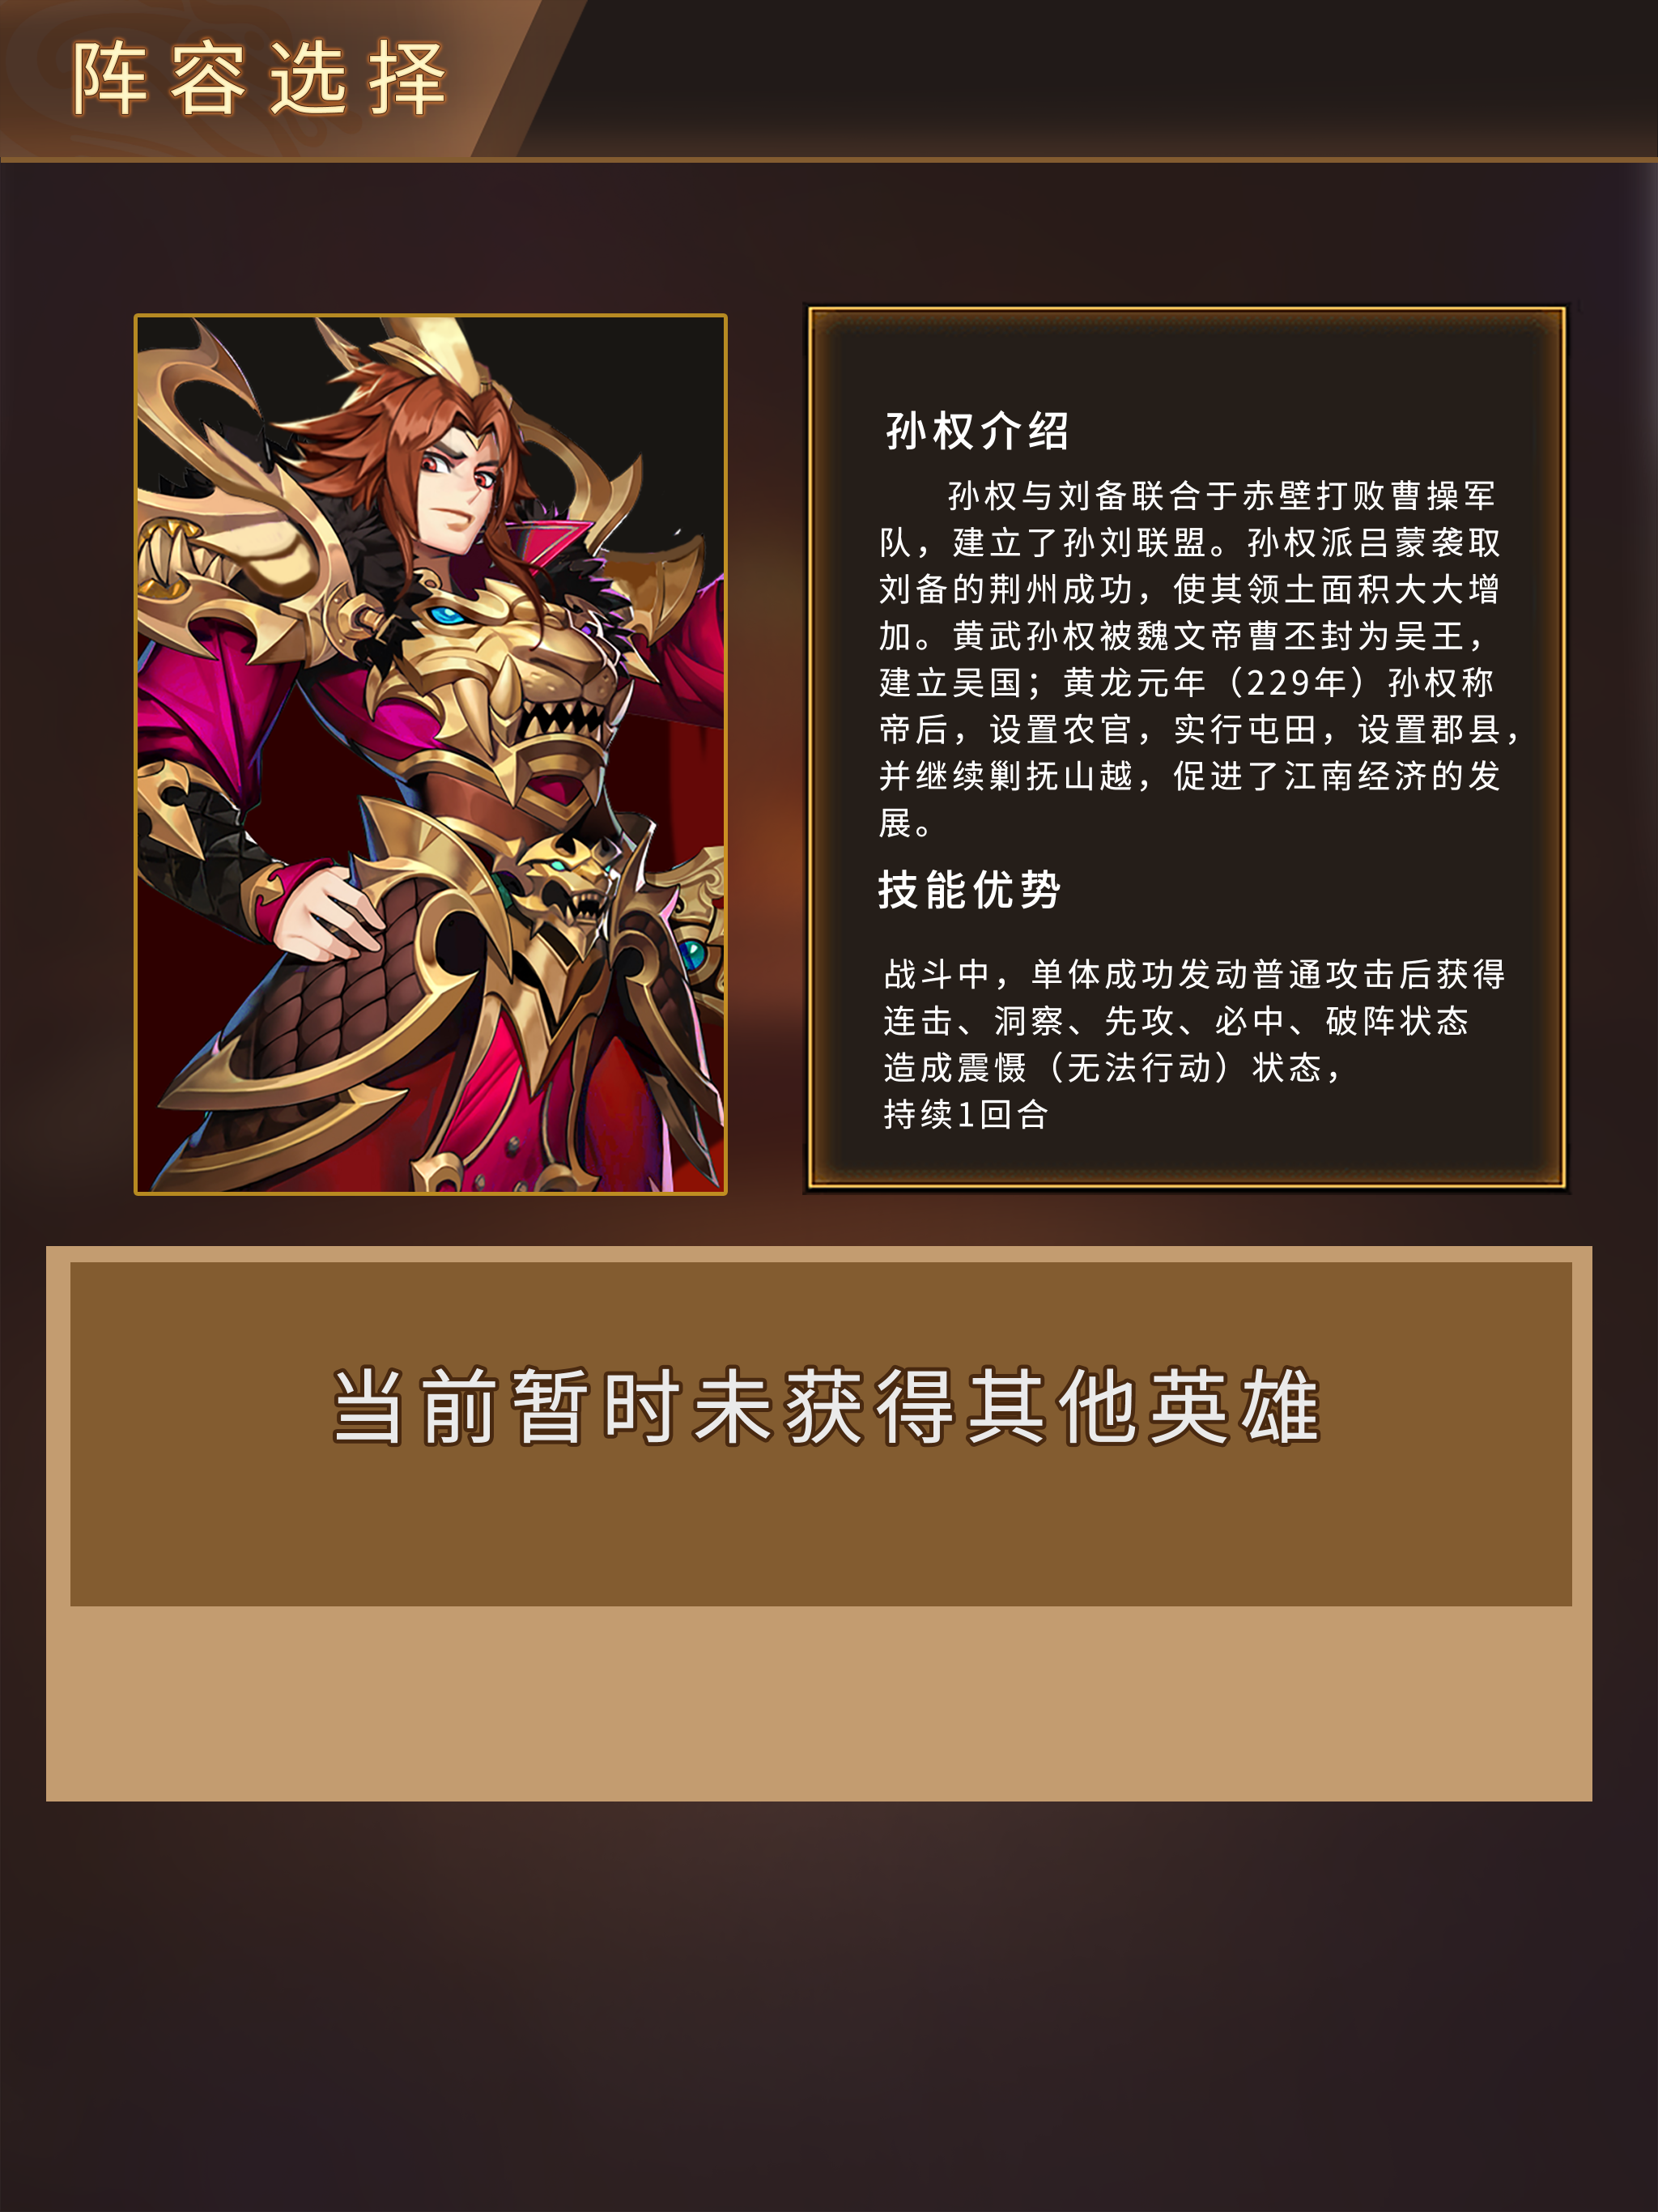 阵容选择
孙权介绍
孙权与刘备联合于赤壁打败曹操军
队，建立了孙刘联盟。孙权派吕蒙袭取
刘备的荆州成功，使其领土面积大大增
加。黄武孙权被魏文帝曹丕封为吴王，
建立吴国；黄龙元年（229年）孙权称
帝后，设置农官，实行屯田，设置郡县，
并继续剿抚山越，促进了江南经济的发
展。
技能优势
战斗中，单体成功发动普通攻击后获得
连击、洞察、先攻、必中、破阵状态
造成震慑（无法行动）状态，
持续1回合
当前暂时未获得其他英雄